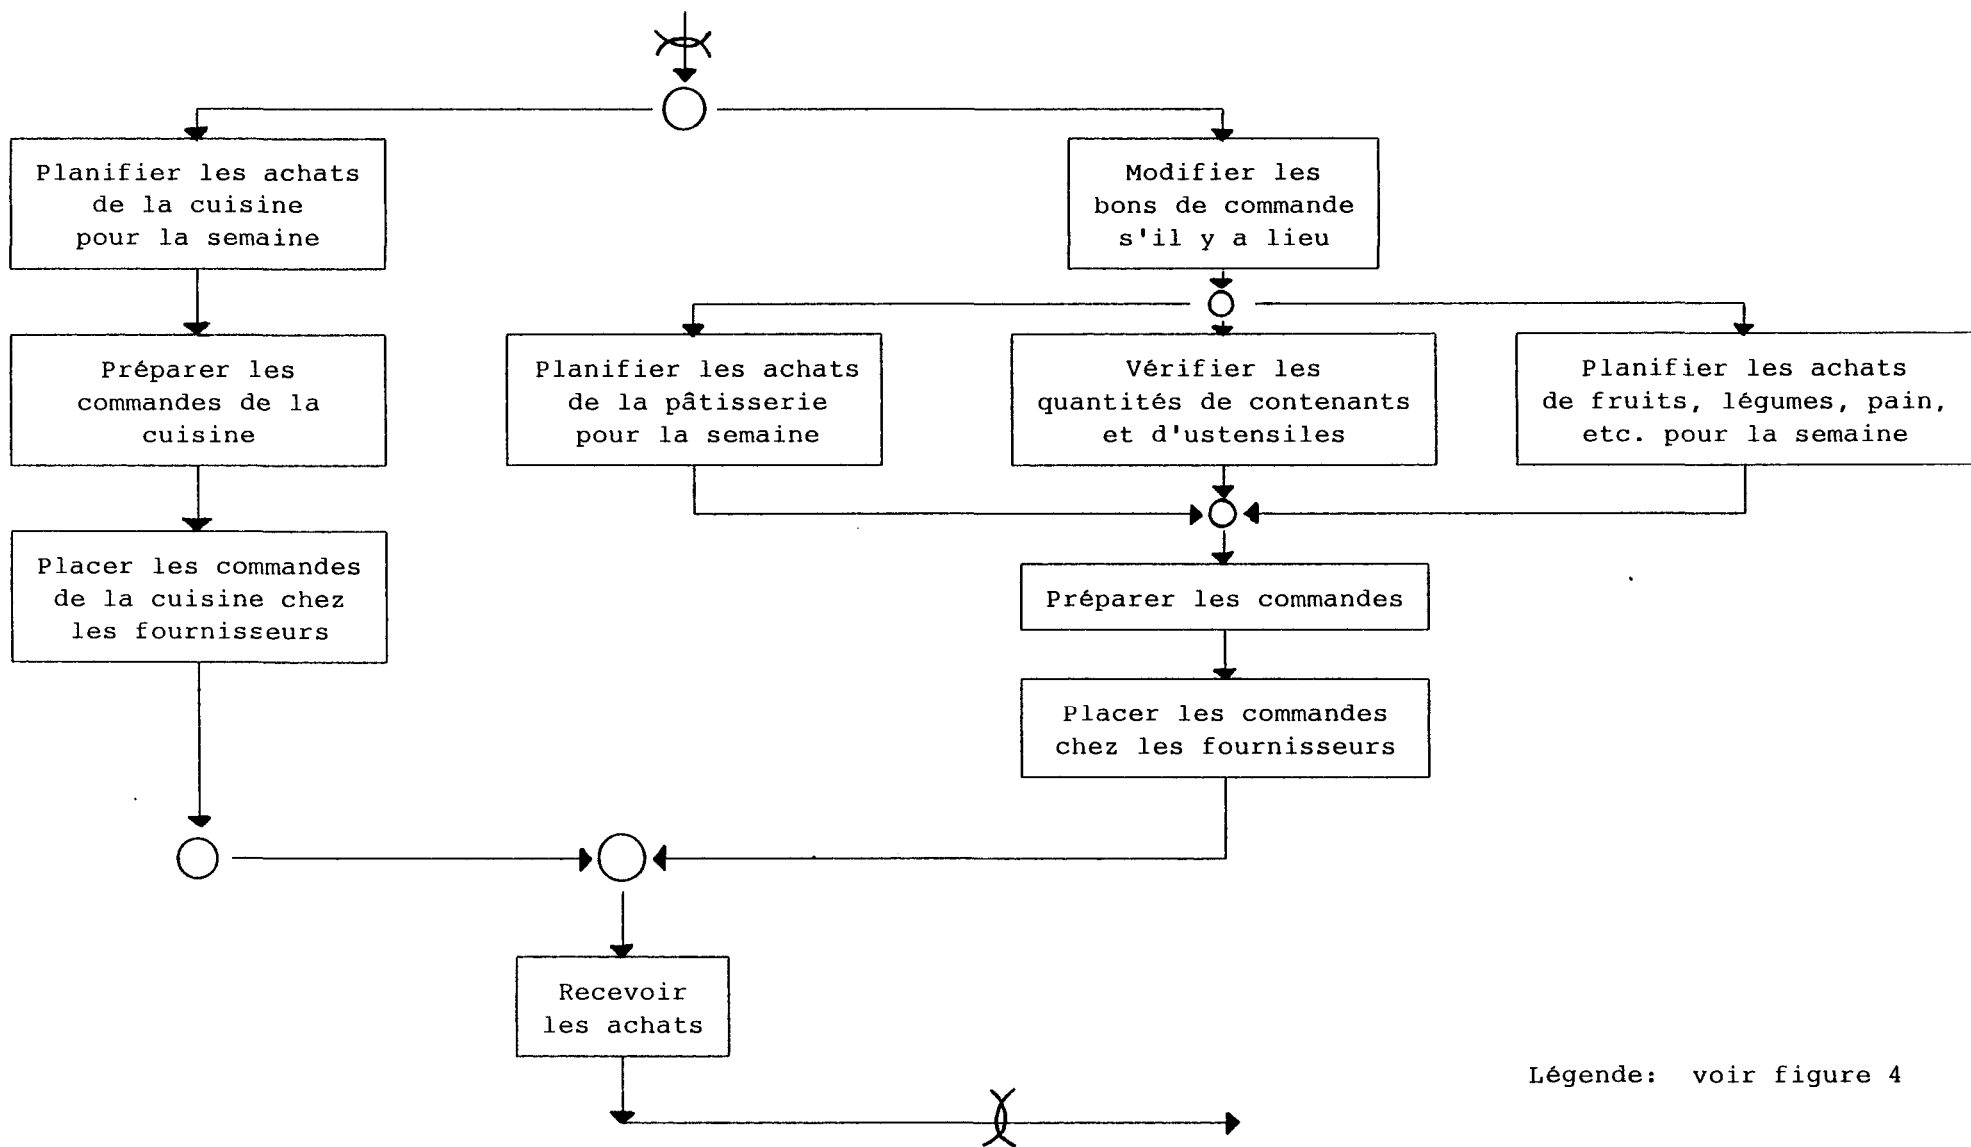 Planifier les achats
de la cuisine
pour la semaine
Modifier les
bons de commande
s'il y a lieu
Préparer les
commandes de la
cuisine
Planifier les achats
de la pâtisserie
pour la semaine
Vérifier les
quantités de contenants
et d'ustensiles
Planifier les achats
de fruits, légumes, pain,
etc. pour la semaine
Placer les commandes
de la cuisine chez
les fournisseurs
Préparer les commandes
Placer les commandes
chez les fournisseurs
Recevoir
les achats
Légende: voir figure 4